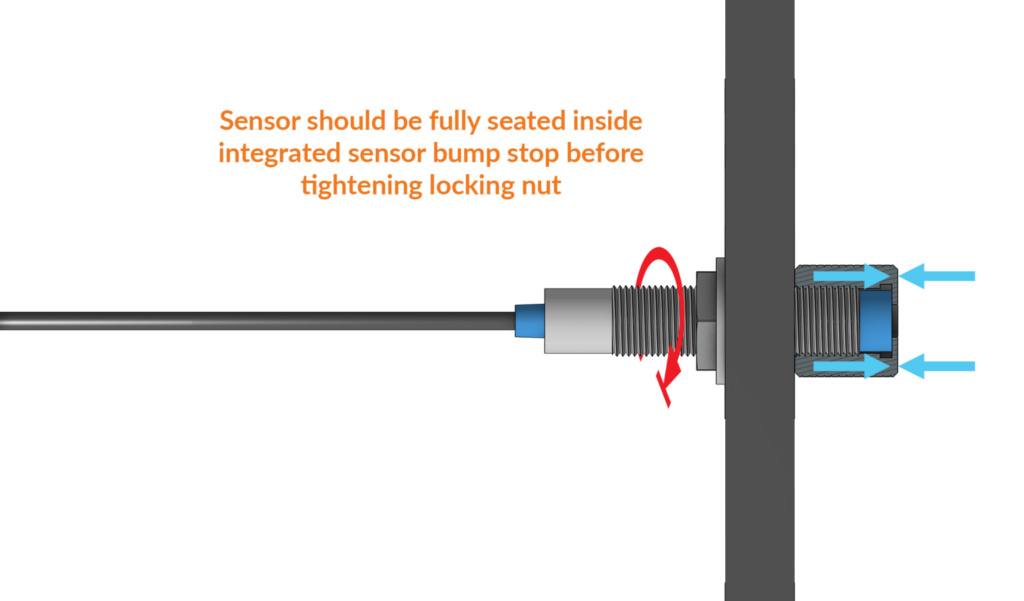 Sensor should be fully seated inside
integrated sensor bump stop before
tightening locking nut